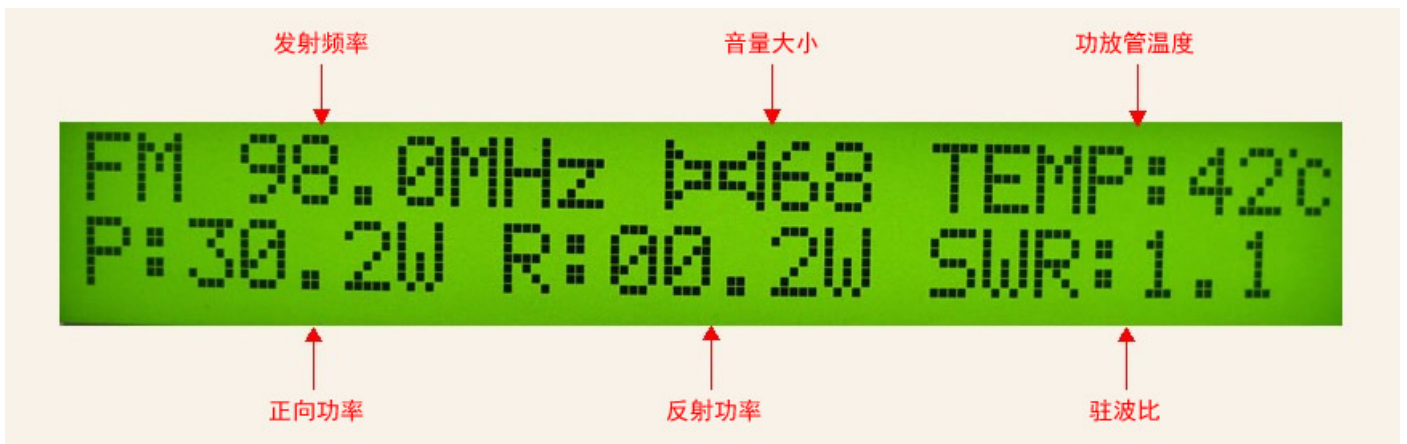 发射频率 音量大小 功放管温度
FM 98.0MHz 68 TEMP:42°c
P:30.2W R:00.2W SWR:1.1
正向功率 反射功率 驻波比